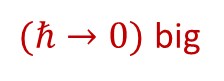 (ℏ → 0) big